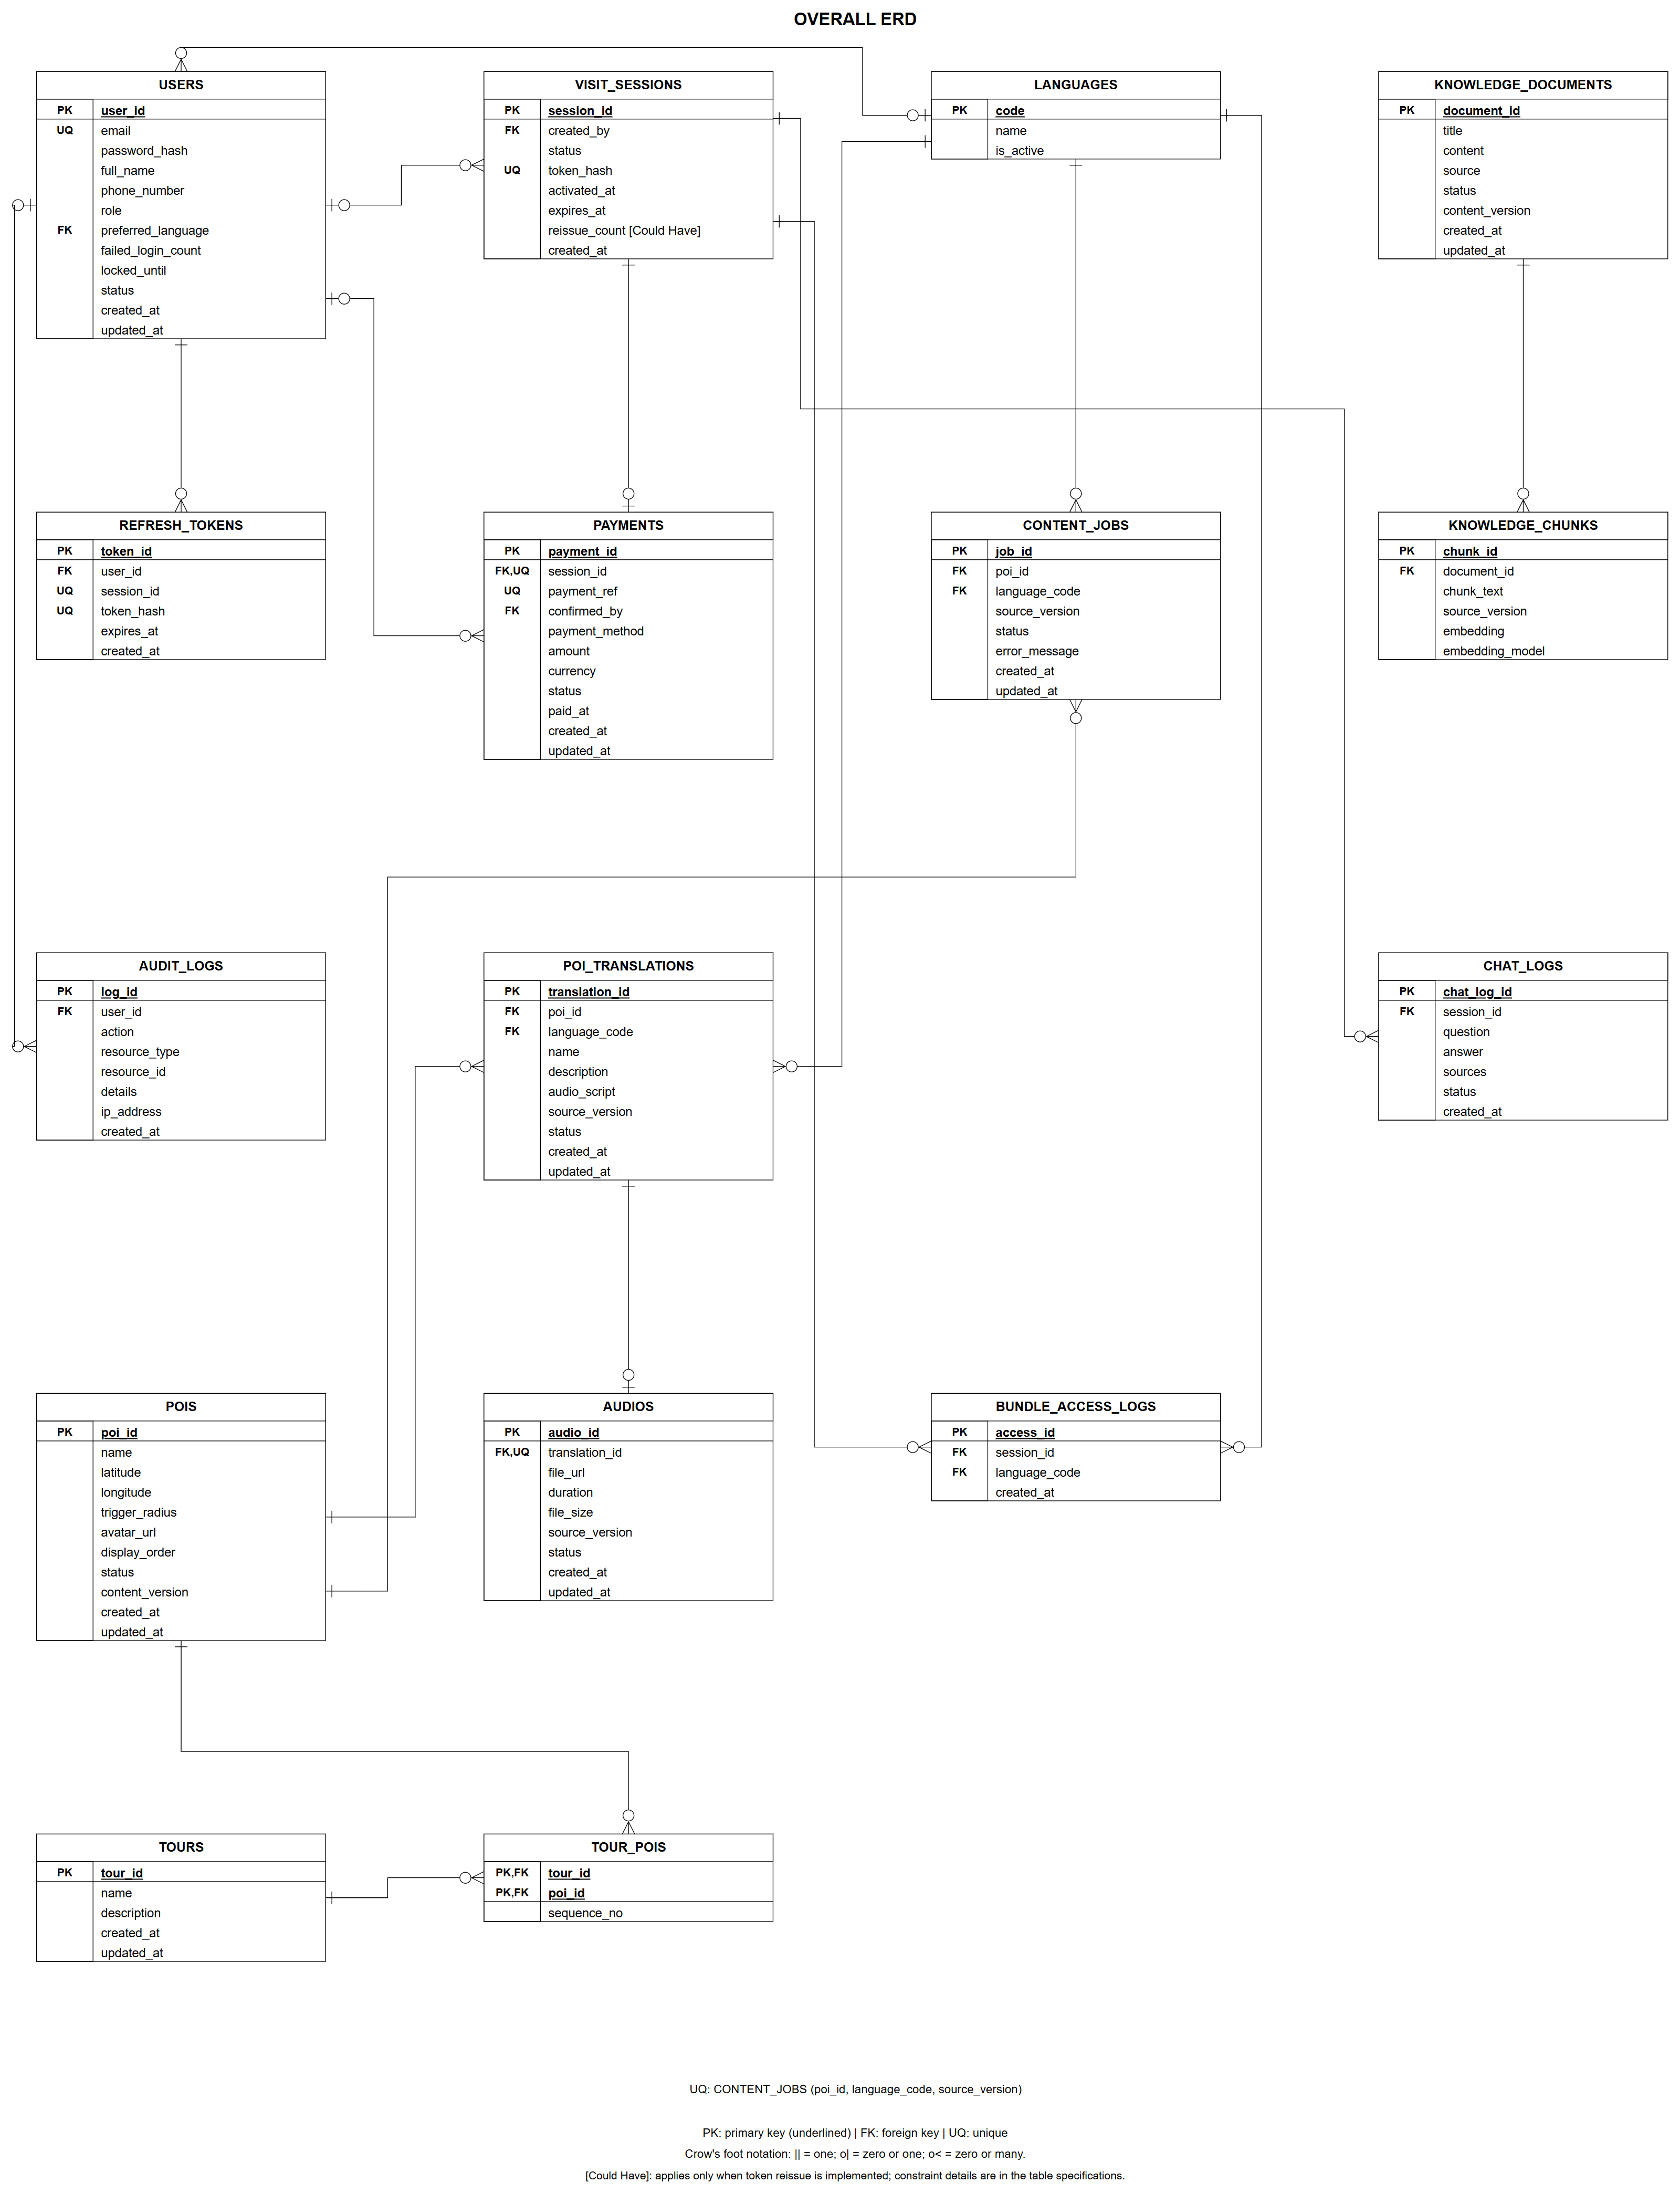 OVERALL ERD
USERS
PK user_id
UQ email
password_hash
full_name
phone_number
role
FK preferred_language
failed_login_count
locked_until
status
created_at
updated_at
VISIT_SESSIONS
PK session_id
FK created_by
status
UQ token_hash
activated_at
expires_at
reissue_count [Could Have]
created_at
LANGUAGES
PK code
name
is_active
KNOWLEDGE_DOCUMENTS
PK document_id
title
content
source
status
content_version
created_at
updated_at
REFRESH_TOKENS
PK token_id
FK user_id
UQ session_id
UQ token_hash
expires_at
created_at
PAYMENTS
PK payment_id
FK,UQ session_id
UQ payment_ref
FK confirmed_by
payment_method
amount
currency
status
paid_at
created_at
updated_at
CONTENT_JOBS
PK job_id
FK poi_id
FK language_code
source_version
status
error_message
created_at
updated_at
KNOWLEDGE_CHUNKS
PK chunk_id
FK document_id
chunk_text
source_version
embedding
embedding_model
AUDIT_LOGS
PK log_id
FK user_id
action
resource_type
resource_id
details
ip_address
created_at
POI_TRANSLATIONS
PK translation_id
FK poi_id
FK language_code
name
description
audio_script
source_version
status
created_at
updated_at
CHAT_LOGS
PK chat_log_id
FK session_id
question
answer
sources
status
created_at
POIS
PK poi_id
name
latitude
longitude
trigger_radius
avatar_url
display_order
status
content_version
created_at
updated_at
AUDIOS
PK audio_id
FK,UQ translation_id
file_url
duration
file_size
source_version
status
created_at
updated_at
BUNDLE_ACCESS_LOGS
PK access_id
FK session_id
FK language_code
created_at
TOURS
PK tour_id
name
description
created_at
updated_at
TOUR_POIS
PK,FK tour_id
PK,FK poi_id
sequence_no
UQ: CONTENT_JOBS (poi_id, language_code, source_version)
PK: primary key (underlined) | FK: foreign key | UQ: unique
Crow's foot notation: || = one; o| = zero or one; o< = zero or many.
[Could Have]: applies only when token reissue is implemented; constraint details are in the table specifications.